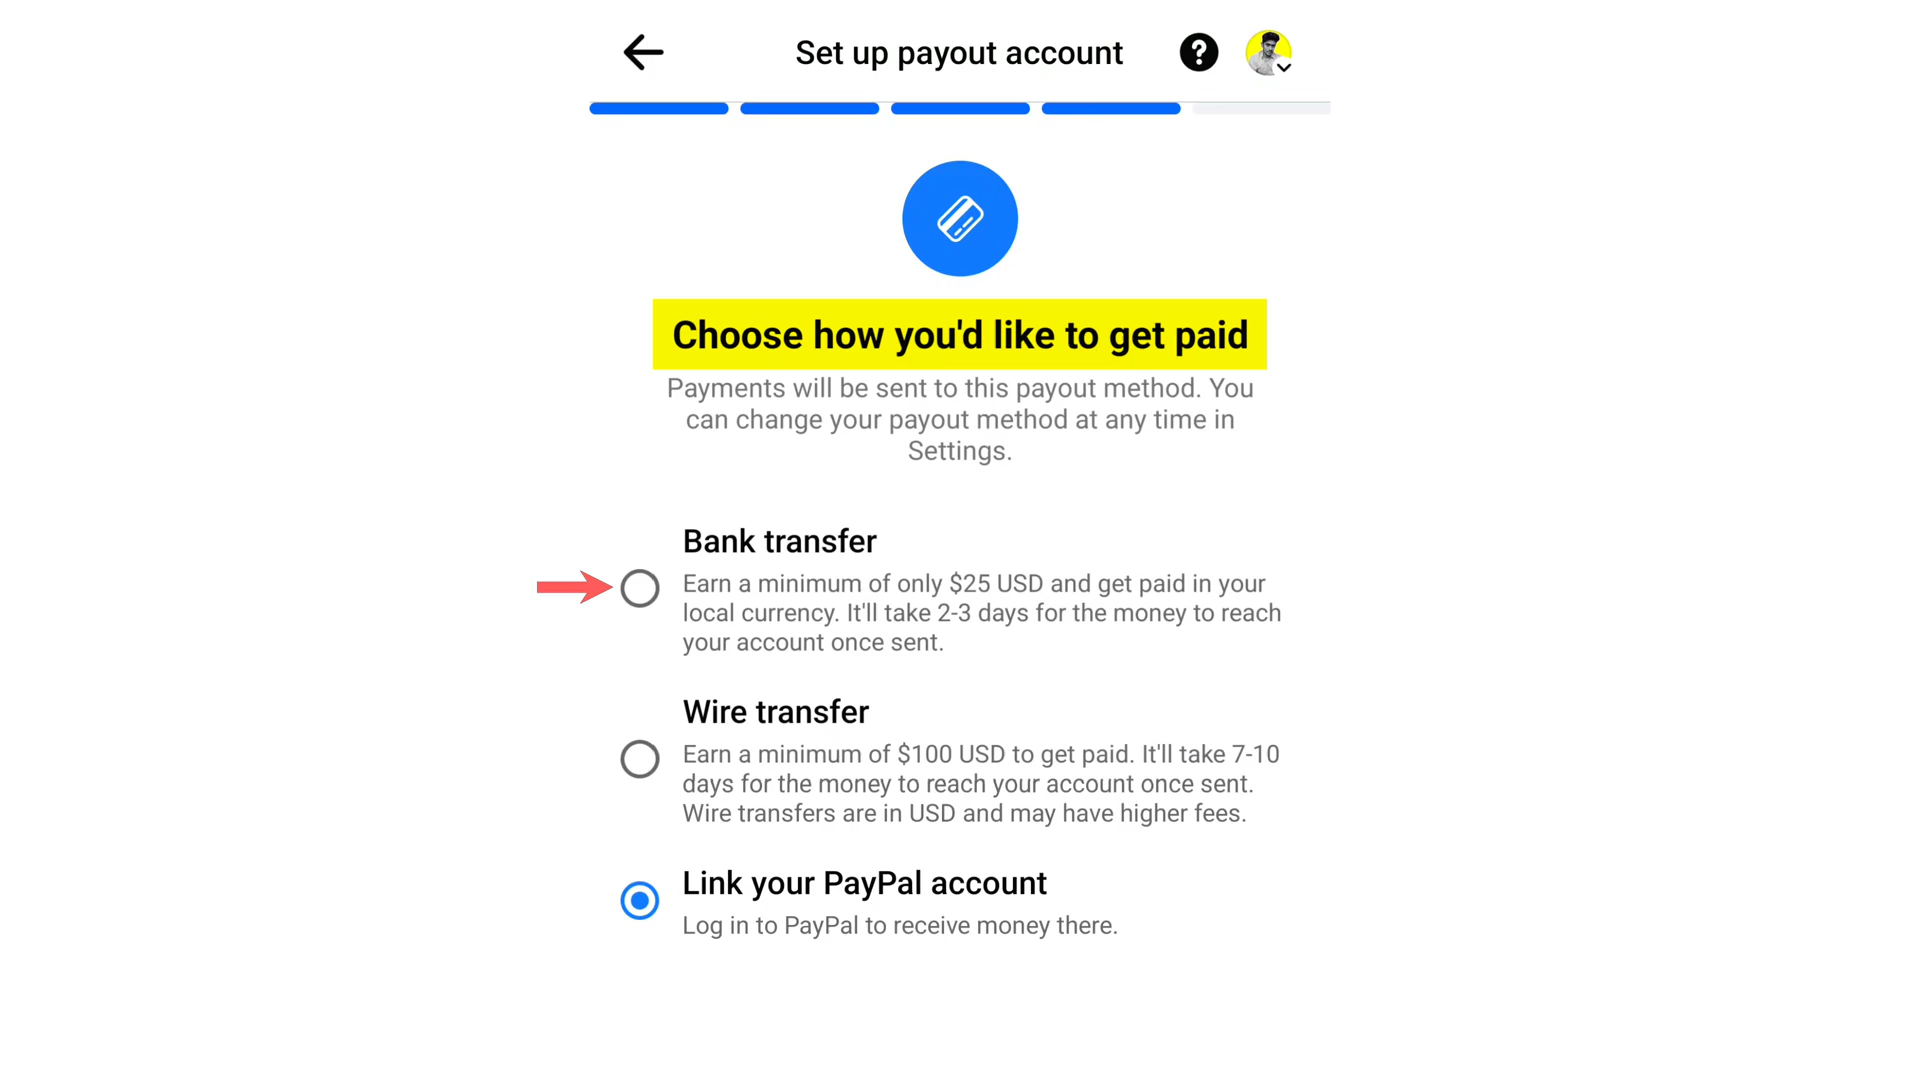 Set up payout account
Choose how you'd like to get paid
Payments will be sent to this payout method. You
can change your payout method at any time in
Settings.
Bank transfer
Earn a minimum of only $25 USD and get paid in your
local currency. It'll take 2-3 days for the money to reach
your account once sent.
Wire transfer
Earn a minimum of $100 USD to get paid. It'll take 7-10
days for the money to reach your account once sent.
Wire transfers are in USD and may have higher fees.
Link your PayPal account
Log in to PayPal to receive money there.